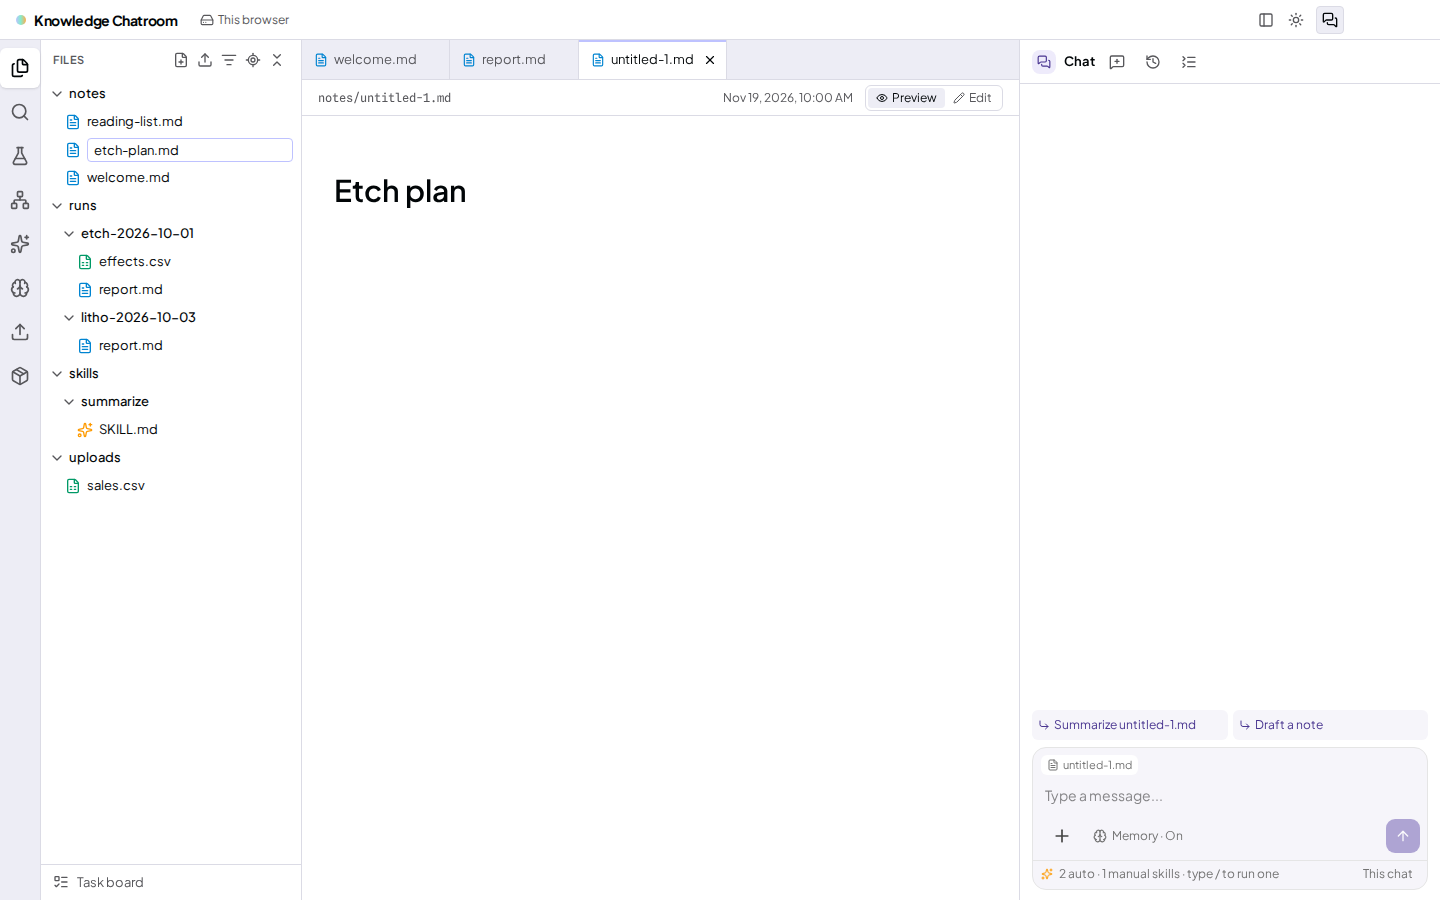 Knowledge Chatroom
This browser
FILES
notes
reading-list.md
etch-plan.md
welcome.md
runs
etch-2026-10-01
effects.csv
report.md
litho-2026-10-03
report.md
skills
summarize
SKILL.md
uploads
sales.csv
Task board
welcome.md
report.md
untitled-1.md
notes/untitled-1.md
Nov 19, 2026, 10:00 AM
Preview
Edit
Etch plan
Chat
Summarize untitled-1.md
Draft a note
untitled-1.md
Type a message...
Memory · On
2 auto · 1 manual skills · type / to run one
This chat